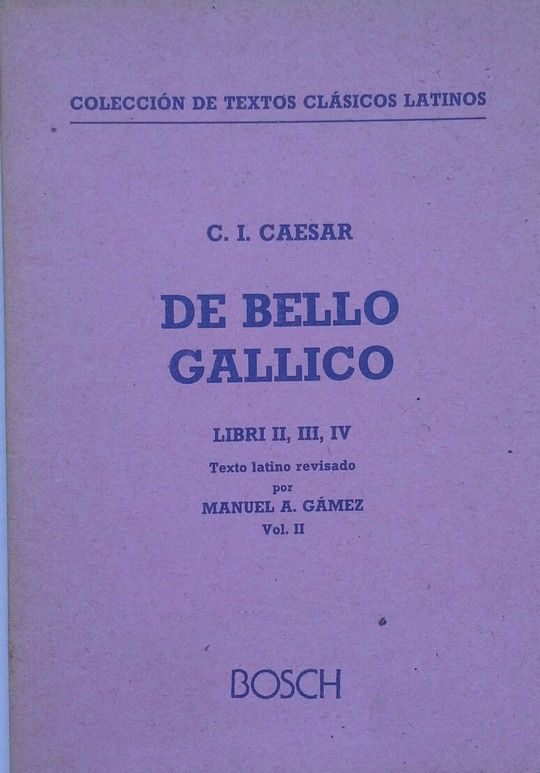 COLECCIÓN DE TEXTOS CLÁSICOS LATINOS
C. I. CAESAR
DE BELLO
GALLICO
LIBRI II, III, IV
Texto latino revisado
por
MANUEL A. GÁMEZ
Vol. II
BOSCH